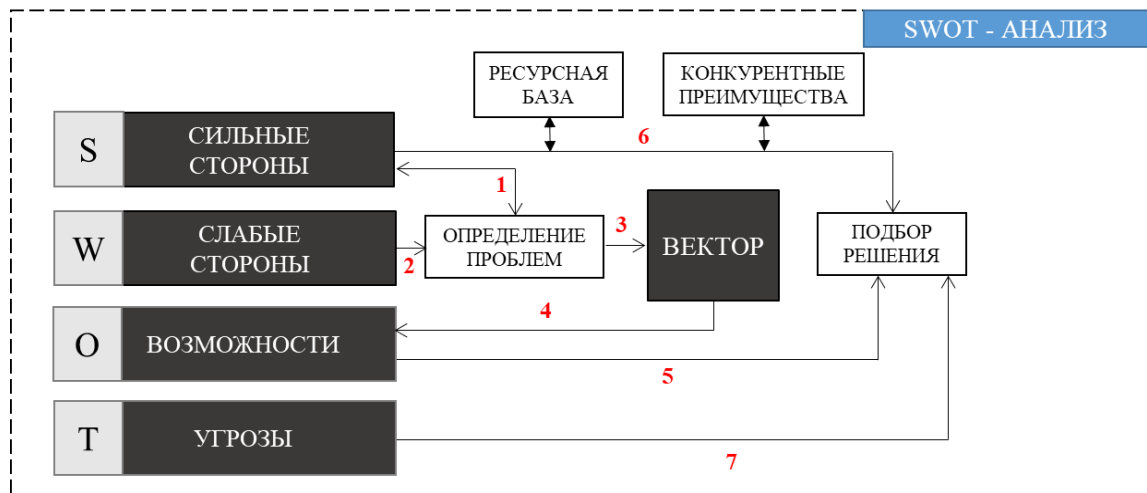 SWOT - АНАЛИЗ
РЕСУРСНАЯ
БАЗА
КОНКУРЕНТНЫЕ
ПРЕИМУЩЕСТВА
S
СИЛЬНЫЕ
СТОРОНЫ
6
1
W
СЛАБЫЕ
СТОРОНЫ
2
ОПРЕДЕЛЕНИЕ
ПРОБЛЕМ
3
ВЕКТОР
ПОДБОР
РЕШЕНИЯ
4
O
ВОЗМОЖНОСТИ
5
T
УГРОЗЫ
7